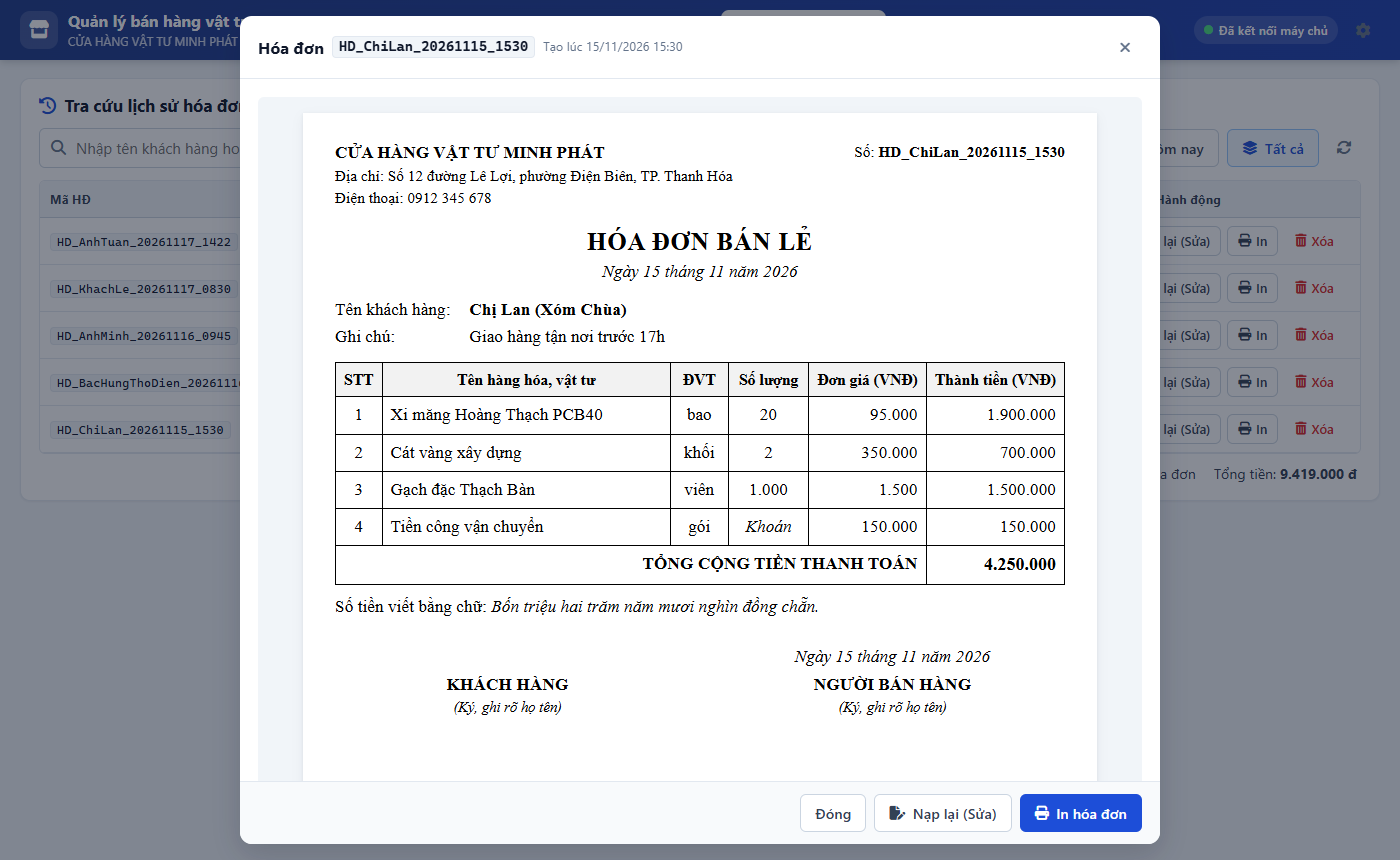 Quản lý bán hàng vật
CỬA HÀNG VẬT TƯ MINH PHÁT
Đã kết nối máy chủ
Hóa đơn HD_ChiLan_20261115_1530 Tạo lúc 15/11/2026 15:30
Tra cứu lịch sử hóa
Nhập tên khách hàng
nay
Tất cả
Mã HĐ
Hành động
HD_AnhTuan_20261117_1422
lại (Sửa) In Xóa
HD_KhachLe_20261117_0830
lại (Sửa) In Xóa
HD_AnhMinh_20261116_0945
lại (Sửa) In Xóa
HD_BacHungThoDien_2026111
lại (Sửa) In Xóa
HD_ChiLan_20261115_1530
lại (Sửa) In Xóa
đơn Tổng tiền: 9.419.000 đ
CỬA HÀNG VẬT TƯ MINH PHÁT
Số: HD_ChiLan_20261115_1530
Địa chỉ: Số 12 đường Lê Lợi, phường Điện Biên, TP. Thanh Hóa
Điện thoại: 0912 345 678
HÓA ĐƠN BÁN LẺ
Ngày 15 tháng 11 năm 2026
Tên khách hàng: Chị Lan (Xóm Chùa)
Ghi chú: Giao hàng tận nơi trước 17h
STT Tên hàng hóa, vật tư ĐVT Số lượng Đơn giá (VNĐ) Thành tiền (VNĐ)
1 Xi măng Hoàng Thạch PCB40 bao 20 95.000 1.900.000
2 Cát vàng xây dựng khối 2 350.000 700.000
3 Gạch đặc Thạch Bàn viên 1.000 1.500 1.500.000
4 Tiền công vận chuyển gói Khoán 150.000 150.000
TỔNG CỘNG TIỀN THANH TOÁN 4.250.000
Số tiền viết bằng chữ: Bốn triệu hai trăm năm mươi nghìn đồng chẵn.
Ngày 15 tháng 11 năm 2026
KHÁCH HÀNG NGƯỜI BÁN HÀNG
(Ký, ghi rõ họ tên) (Ký, ghi rõ họ tên)
Đóng Nạp lại (Sửa) In hóa đơn